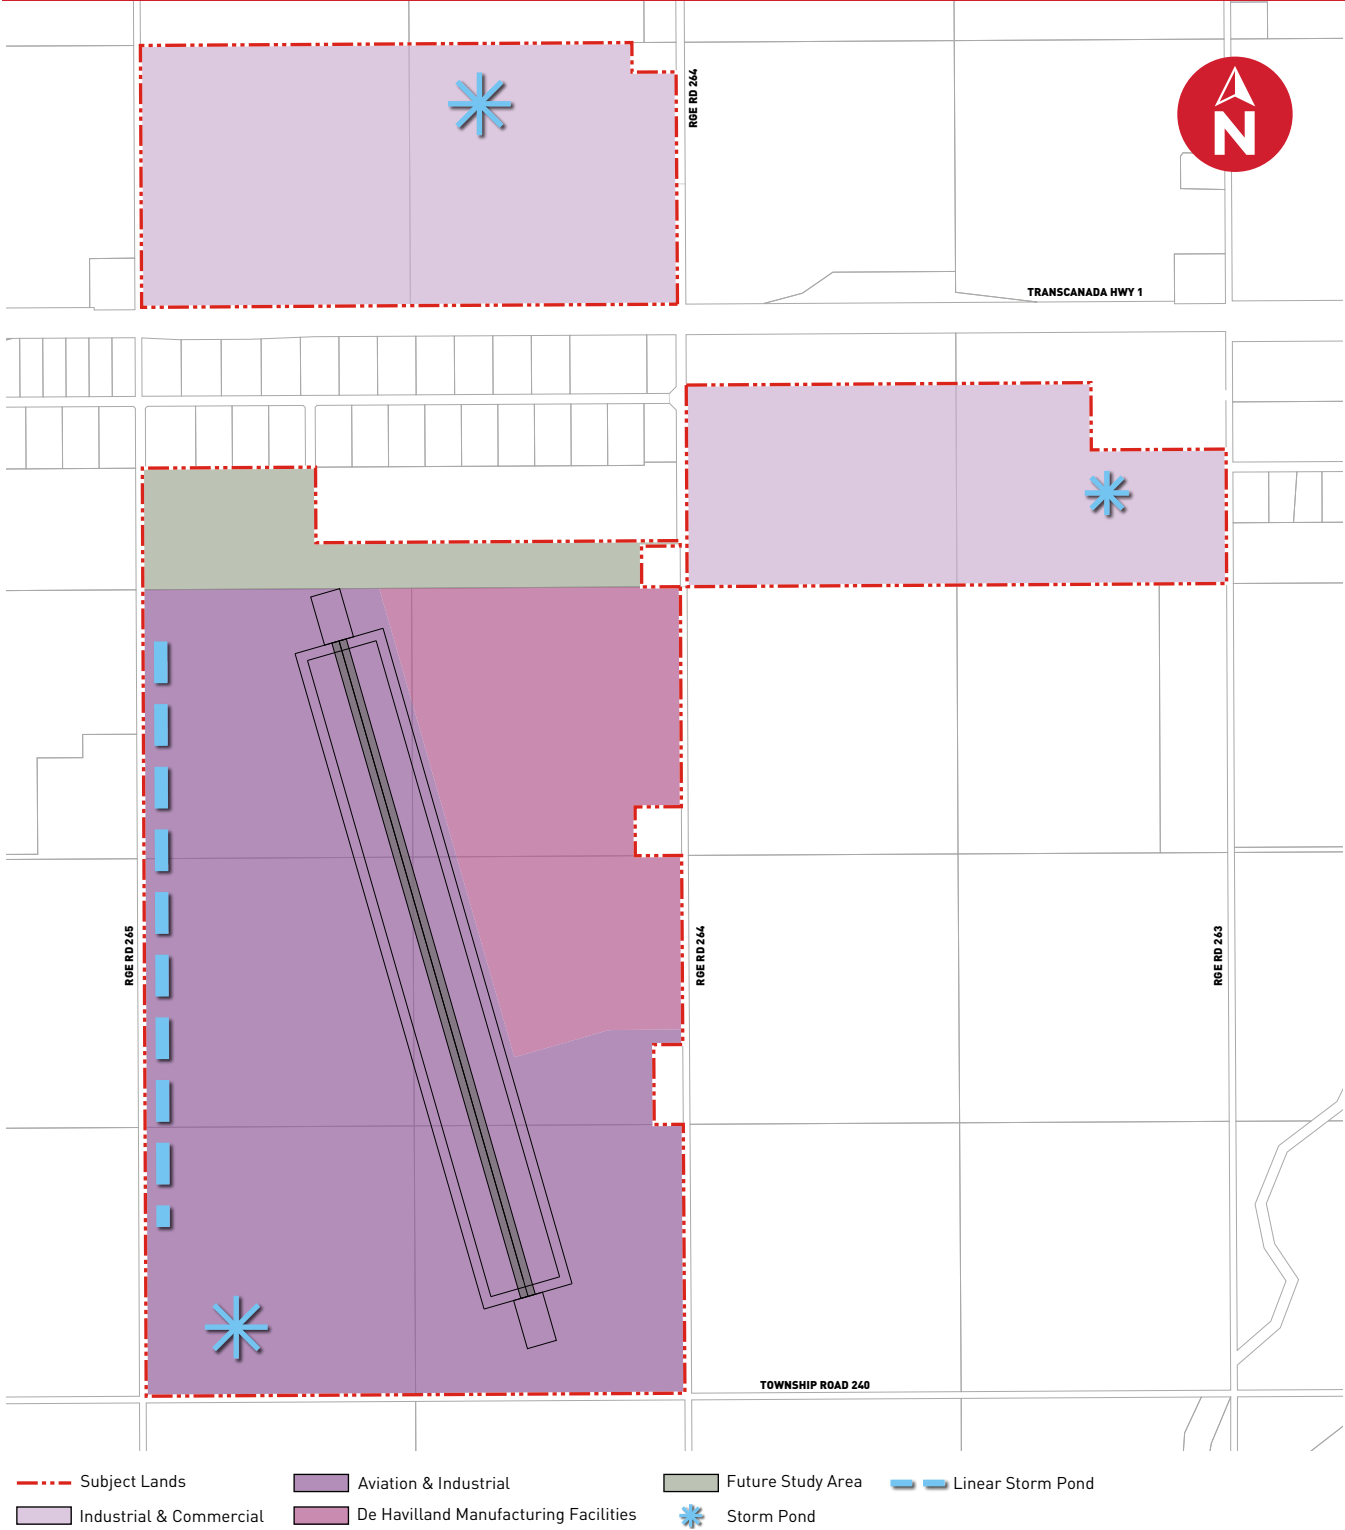 RGE RD 264
N
TRANSCANADA HWY 1
RGE RD 265
RGE RD 264
RGE RD 263
TOWNSHIP ROAD 240
Subject Lands
Aviation & Industrial
Future Study Area
Linear Storm Pond
Industrial & Commercial
De Havilland Manufacturing Facilities
Storm Pond